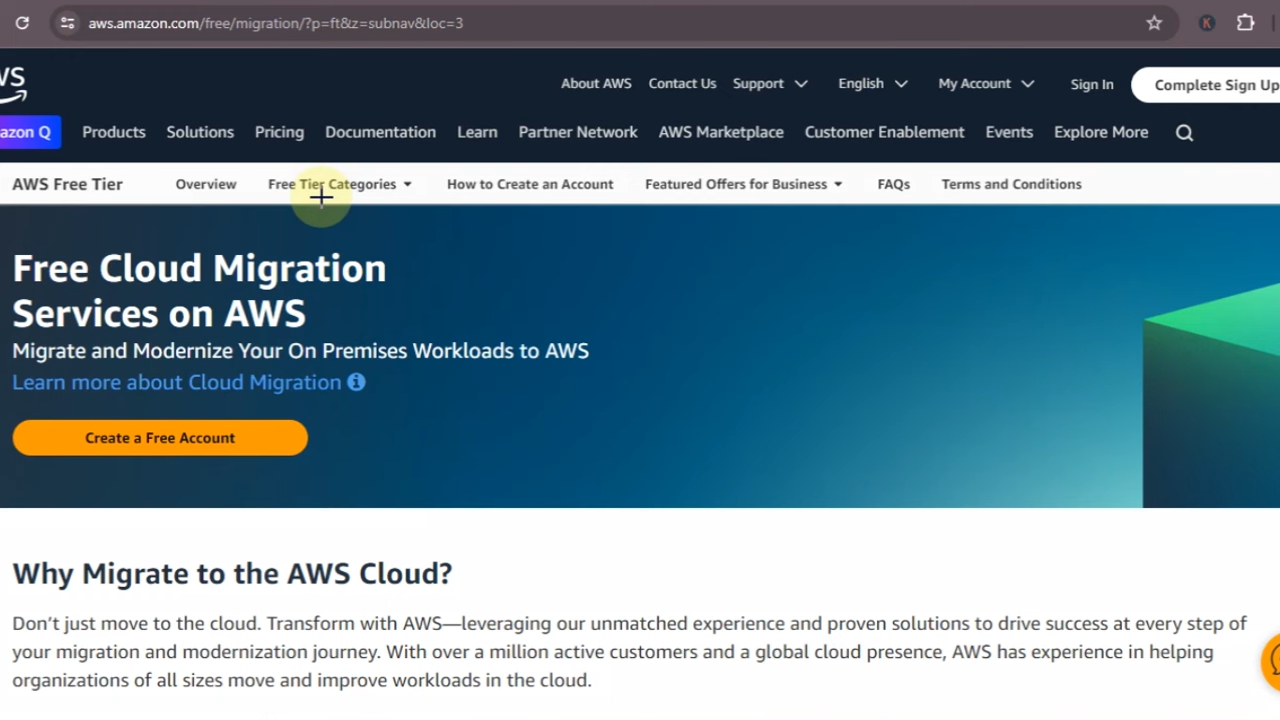 aws.amazon.com/free/migration/?p=ft&z=subnav&loc=3
K
About AWS Contact Us Support English My Account Sign In Complete Sign Up
Products Solutions Pricing Documentation Learn Partner Network AWS Marketplace Customer Enablement Events Explore More
AWS Free Tier Overview Free Tier Categories How to Create an Account Featured Offers for Business FAQs Terms and Conditions
Free Cloud Migration
Services on AWS
Migrate and Modernize Your On Premises Workloads to AWS
Learn more about Cloud Migration
Create a Free Account
Why Migrate to the AWS Cloud?
Don’t just move to the cloud. Transform with AWS—leveraging our unmatched experience and proven solutions to drive success at every step of
your migration and modernization journey. With over a million active customers and a global cloud presence, AWS has experience in helping
organizations of all sizes move and improve workloads in the cloud.